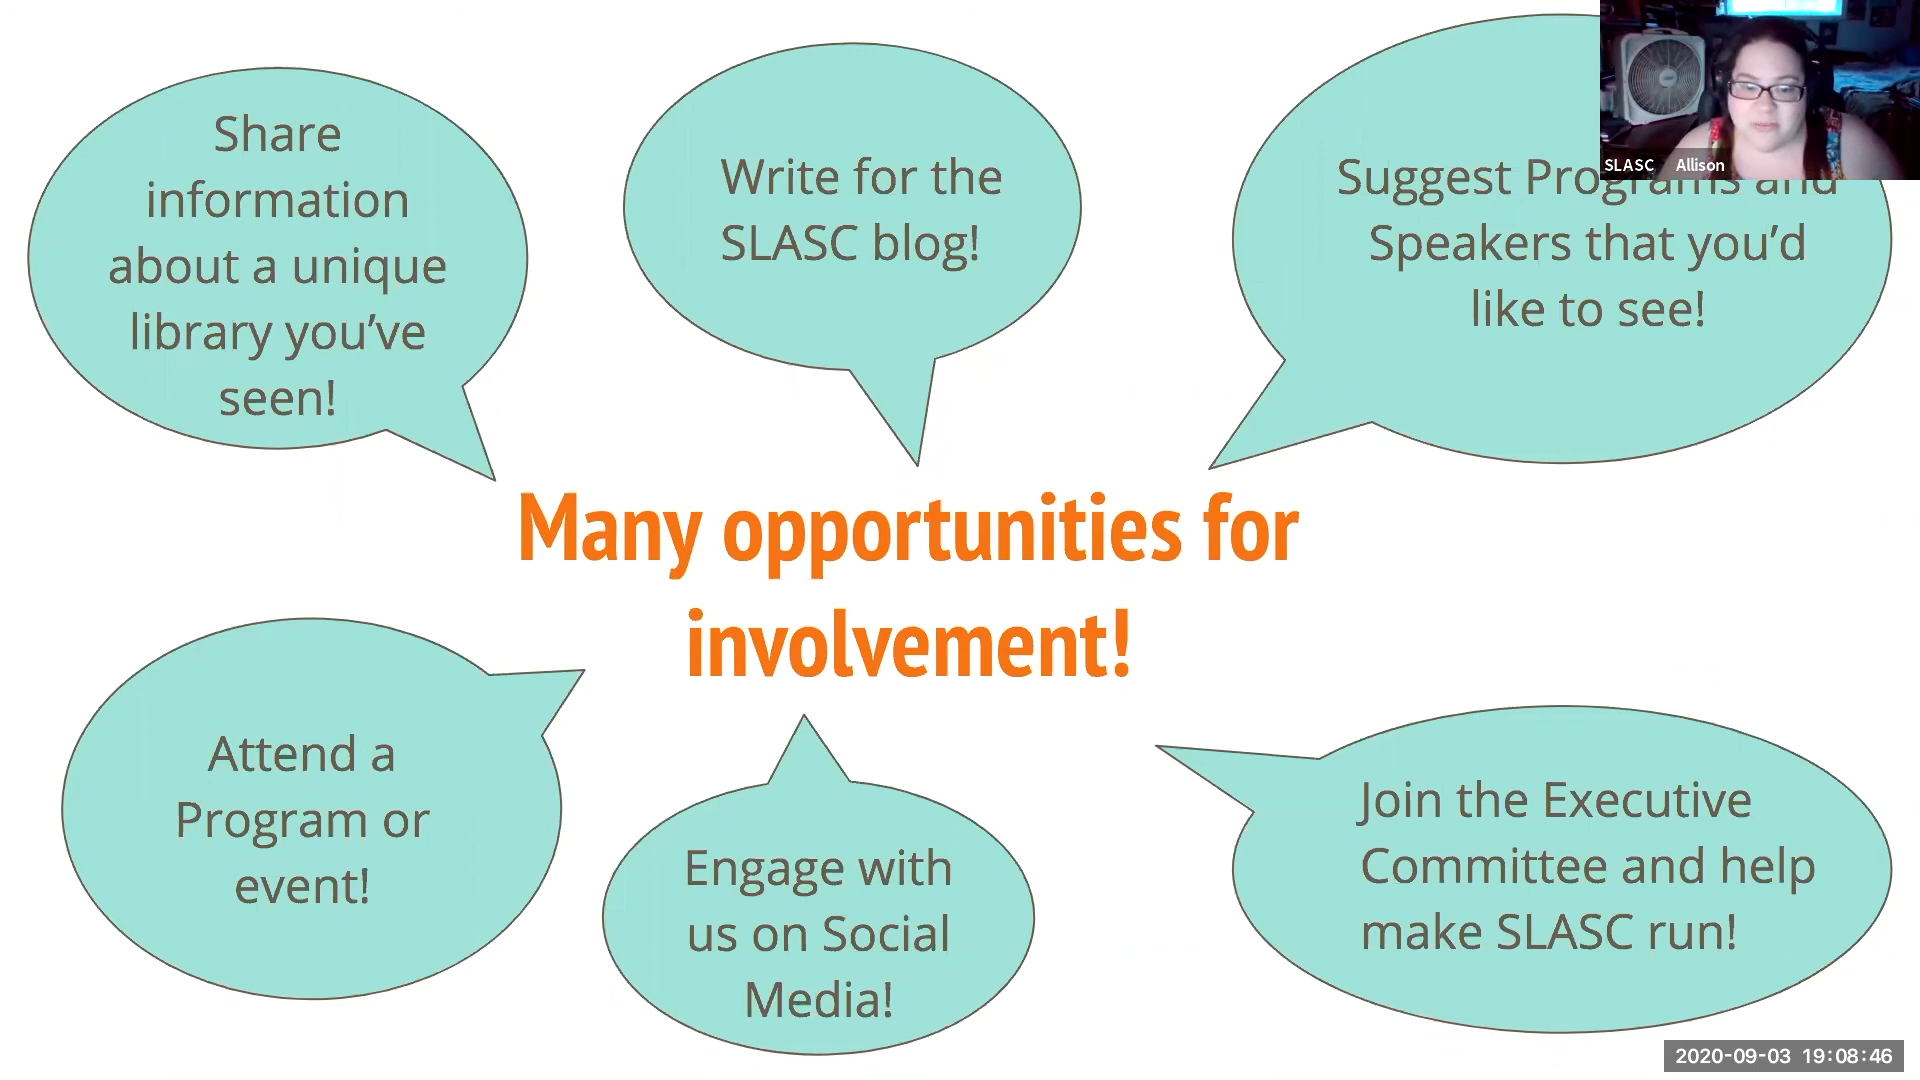 Share
information
about a unique
library you’ve
seen!
Write for the
SLASC blog!
Suggest Programs and
Speakers that you’d
like to see!
SLASC Allison
Many opportunities for
involvement!
Attend a
Program or
event!
Engage with
us on Social
Media!
Join the Executive
Committee and help
make SLASC run!
2020-09-03 19:08:46